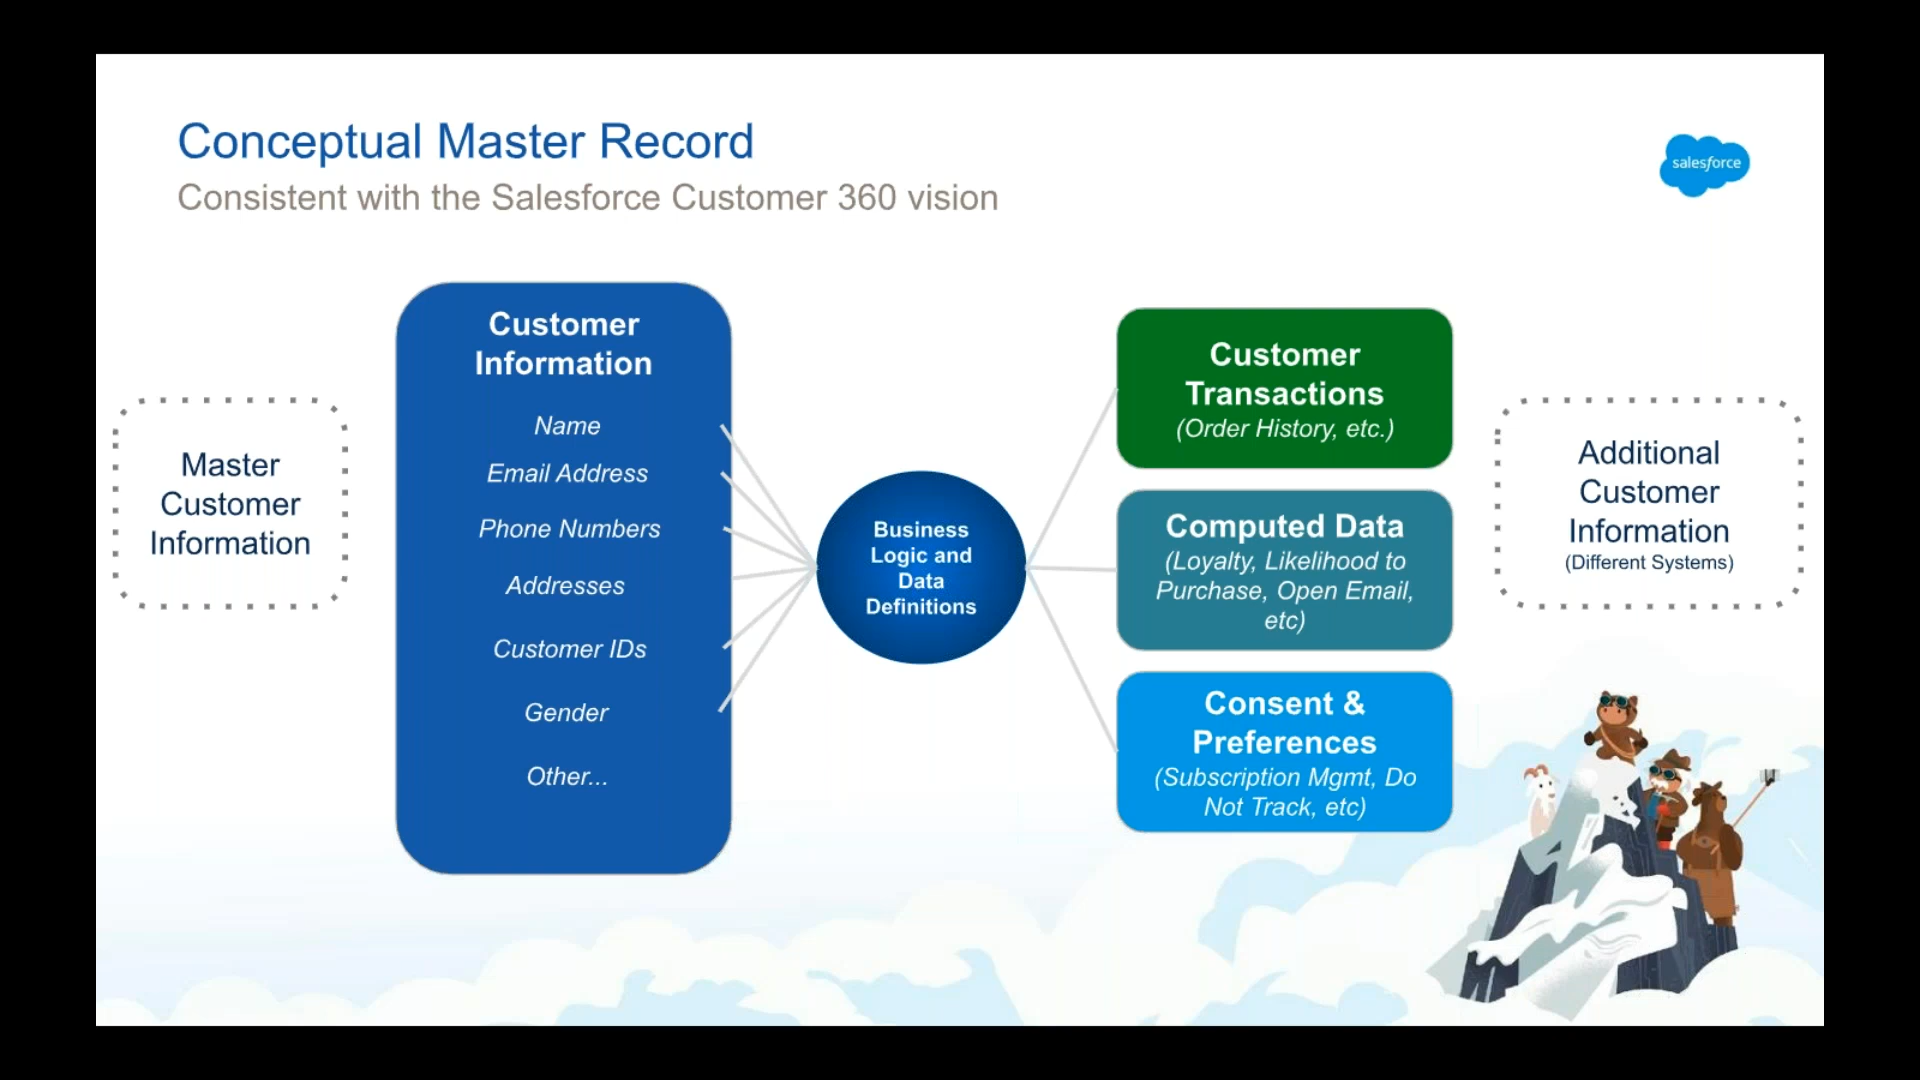 Conceptual Master Record
Consistent with the Salesforce Customer 360 vision
salesforce
Master
Customer
Information
Customer
Information
Name
Email Address
Phone Numbers
Addresses
Customer IDs
Gender
Other...
Business
Logic and
Data
Definitions
Customer
Transactions
(Order History, etc.)
Computed Data
(Loyalty, Likelihood to
Purchase, Open Email,
etc)
Consent &
Preferences
(Subscription Mgmt, Do
Not Track, etc)
Additional
Customer
Information
(Different Systems)